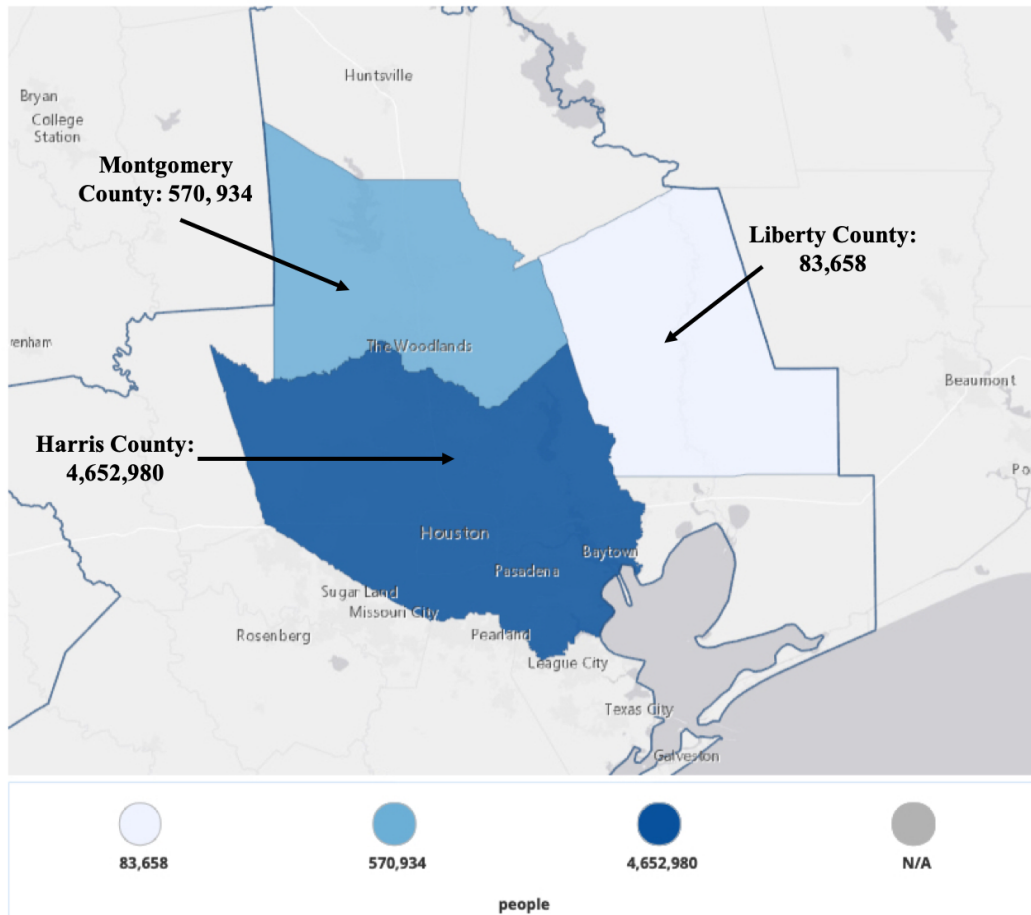 Huntsville
Bryan
College
Station
Montgomery
County: 570, 934
Liberty County:
83,658
venham
The Woodlands
Beaumont
Harris County:
4,652,980
Po
Houston
Baytown
Pasadena
Sugar Land
Missouri City
Rosenberg
Pearland
League City
Texas City
Galveston
83,658
570,934
4,652,980
N/A
people